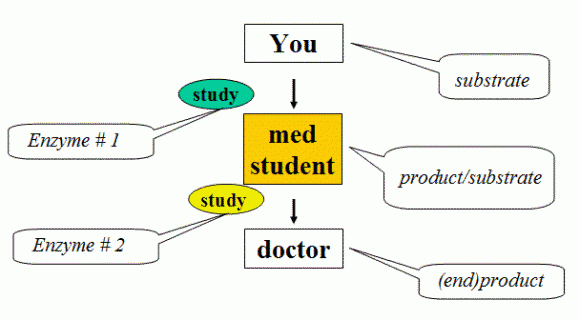 You
substrate
study
Enzyme # 1
med
student
product/substrate
study
Enzyme # 2
doctor
(end)product